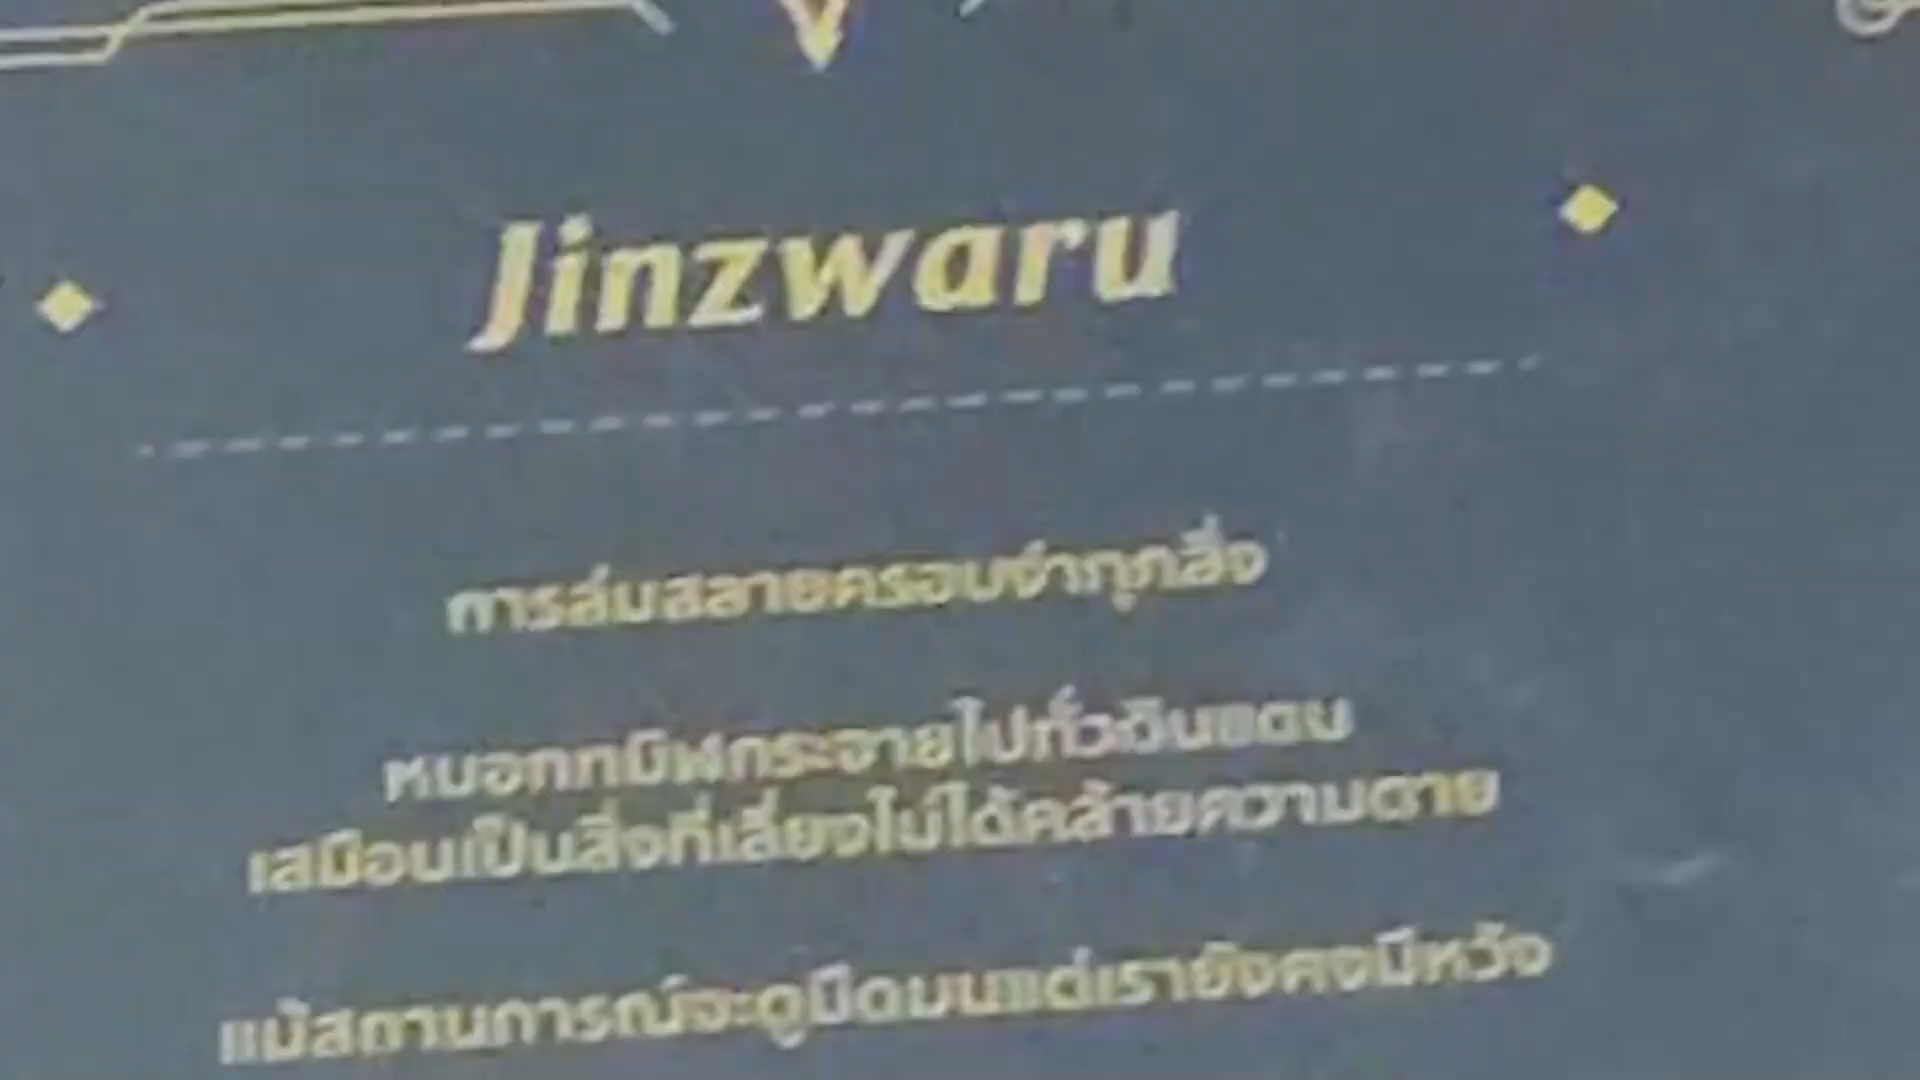 Jinzwaru
การล่มสลายครอบงำทุกสิ่ง
หมอกทมิฬกระจายไปทั่วดินแดน
เสมือนเป็นสิ่งที่เลี่ยงไม่ได้คล้ายความตาย
แม้สถานการณ์จะดูมืดมนแต่เรายังคงมีหวัง